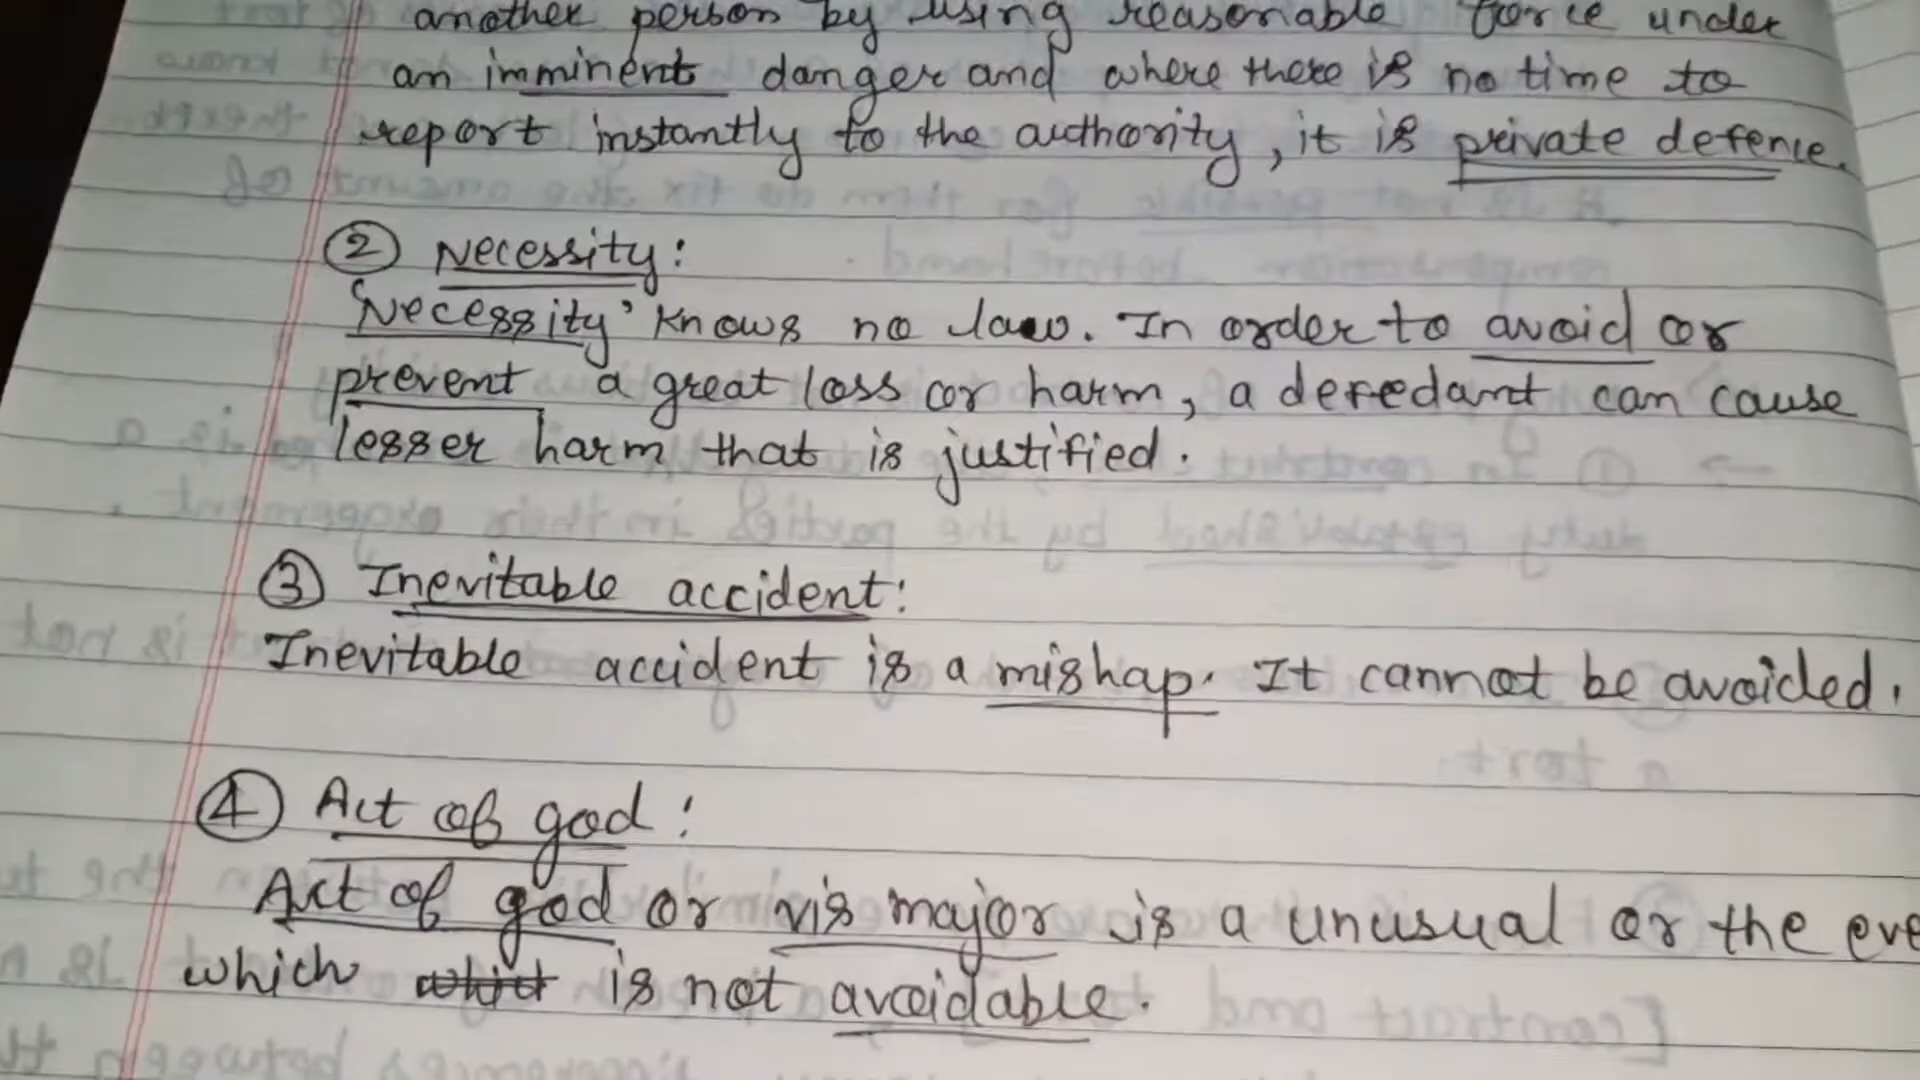 another person by using reasonable force under
an imminent danger and where there is no time to
report instantly to the authority, it is private defence.
② Necessity:
'Necessity' knows no law. In order to avoid or
prevent a great loss or harm, a defedant can cause
lesser harm that is justified.
③ Inevitable accident:
Inevitable accident is a mishap. It cannot be avoided.
④ Act of god:
Act of god or vis major is a unusual or the eve
which is not avoidable.